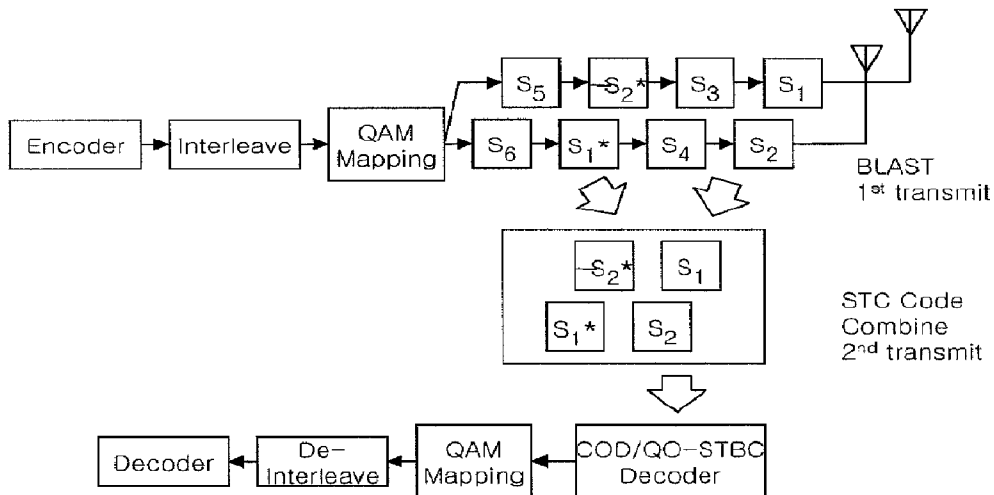 S5 -S2* S3 S1
Encoder Interleave QAM Mapping S6 S1* S4 S2
BLAST
1st transmit
-S2* S1
S1* S2
STC Code
Combine
2nd transmit
Decoder De-Interleave QAM Mapping COD/QO-STBC Decoder